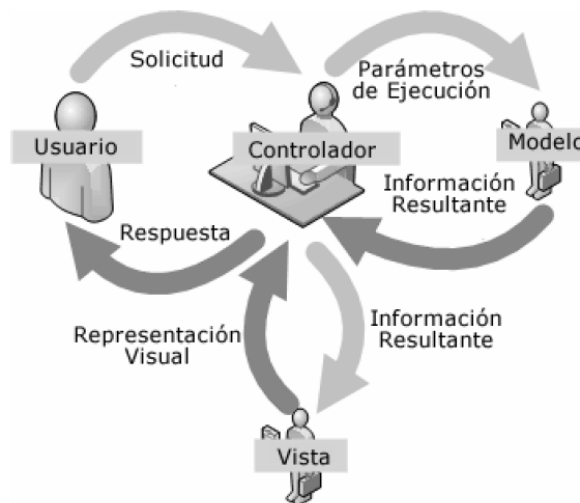 Solicitud
Parámetros
de Ejecución
Usuario
Controlador
Modelo
Información
Resultante
Respuesta
Representación
Visual
Información
Resultante
Vista